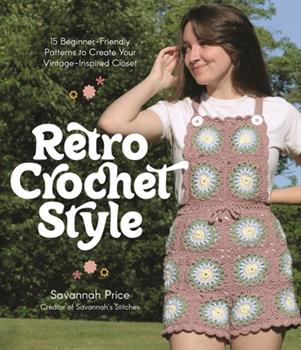 15 Beginner-Friendly
Patterns to Create Your
Vintage-Inspired Closet
Retro
Crochet
Style
Savannah Price
Creator of Savannah's Stitches